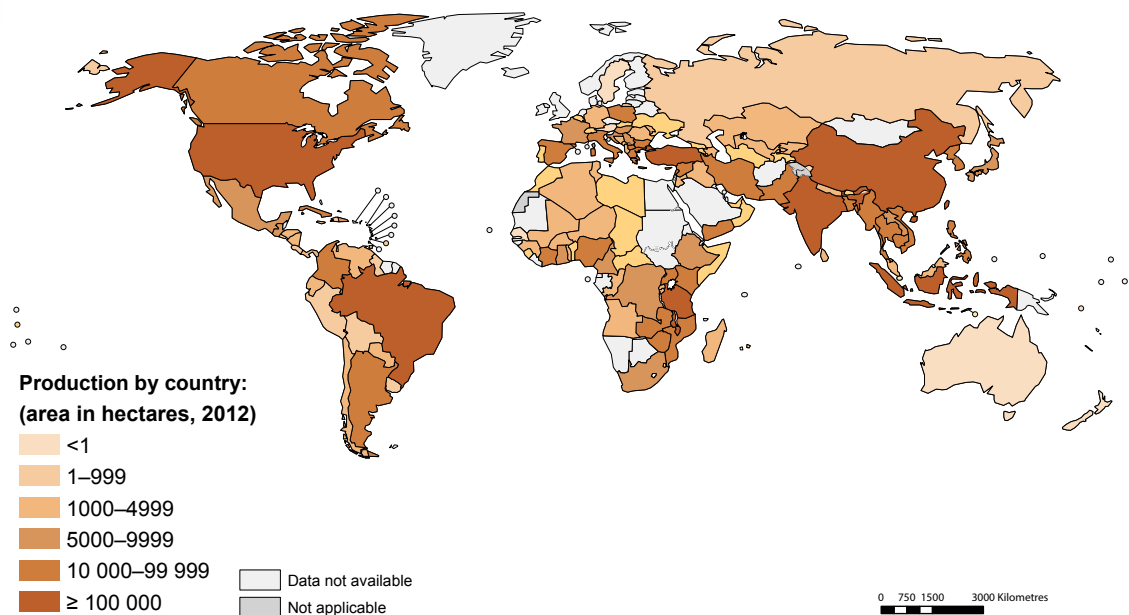 Production by country:
(area in hectares, 2012)
<1
1–999
1000–4999
5000–9999
10 000–99 999
≥ 100 000
Data not available
Not applicable
0 750 1500 3000 Kilometres